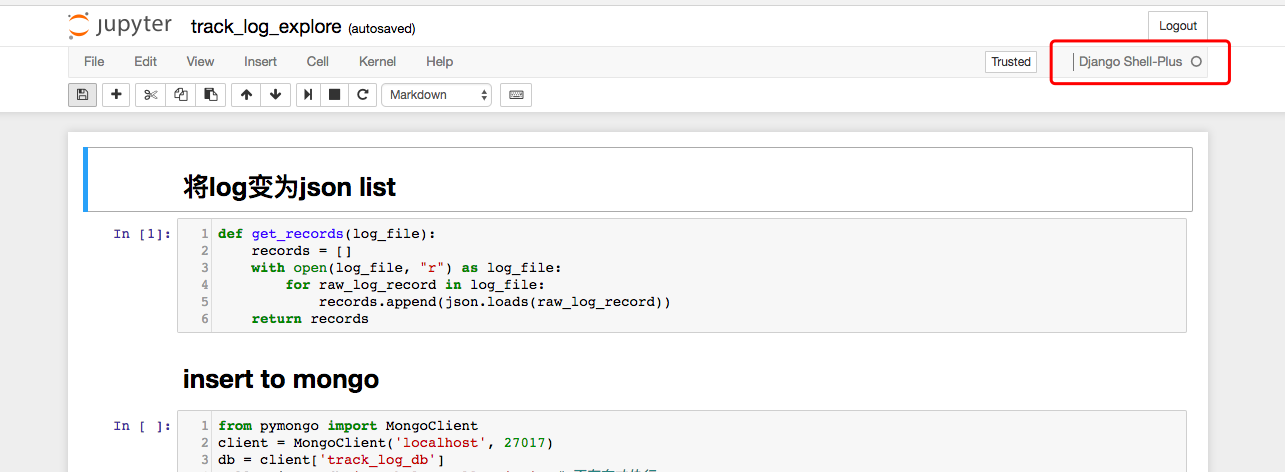 jupyter track_log_explore (autosaved) Logout
File Edit View Insert Cell Kernel Help Trusted Django Shell-Plus
Markdown
将log变为json list
In [1]: 1 def get_records(log_file):
2 records = []
3 with open(log_file, "r") as log_file:
4 for raw_log_record in log_file:
5 records.append(json.loads(raw_log_record))
6 return records
insert to mongo
In [ ]: 1 from pymongo import MongoClient
2 client = MongoClient('localhost', 27017)
3 db = client['track_log_db']